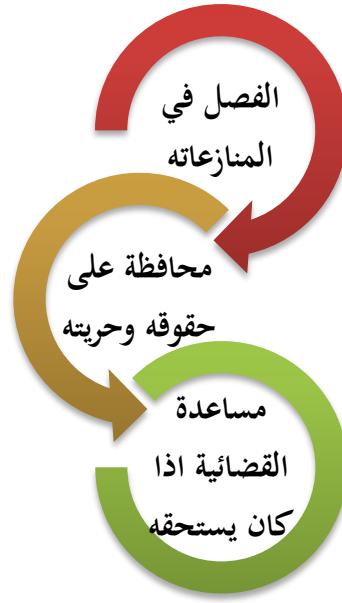 الفصل في
المنازعاته
محافظة على
حقوقه وحريته
مساعدة
القضائية اذا
كان يستحقه